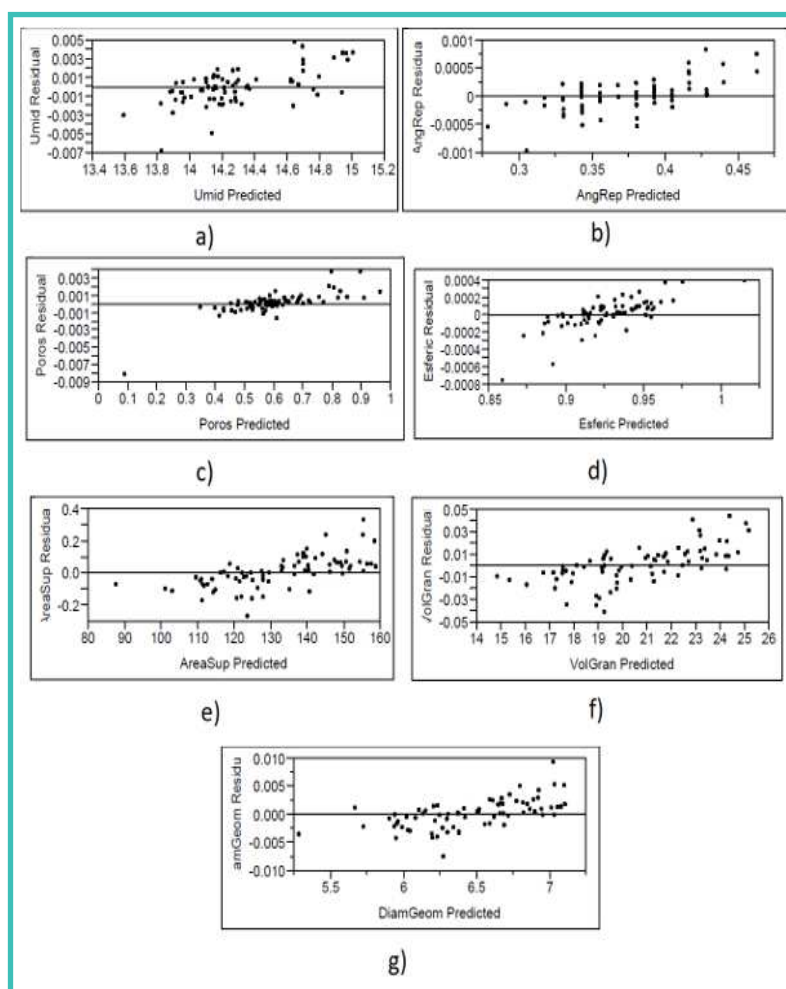 Umid Residual
0.005
0.003
0.001
-0.001
-0.003
-0.005
-0.007
13.4 13.6 13.8 14 14.2 14.4 14.6 14.8 15 15.2
Umid Predicted
a)
AngRep Residua
0.001
0.0005
0
-0.0005
-0.001
0.3 0.35 0.4 0.45
AngRep Predicted
b)
Poros Residual
0.003
0.001
-0.001
-0.003
-0.005
-0.007
-0.009
0 0.1 0.2 0.3 0.4 0.5 0.6 0.7 0.8 0.9 1
Poros Predicted
c)
Esferic Residual
0.0004
0.0002
0
-0.0002
-0.0004
-0.0006
-0.0008
0.85 0.9 0.95 1
Esferic Predicted
d)
AreaSup Residua
0.4
0.2
0.0
-0.2
80 90 100 110 120 130 140 150 160
AreaSup Predicted
e)
VolGran Residua
0.05
0.03
0.01
-0.01
-0.03
-0.05
14 15 16 17 18 19 20 21 22 23 24 25 26
VolGran Predicted
f)
amGeom Residu
0.010
0.005
0.000
-0.005
-0.010
5.5 6 6.5 7
DiamGeom Predicted
g)